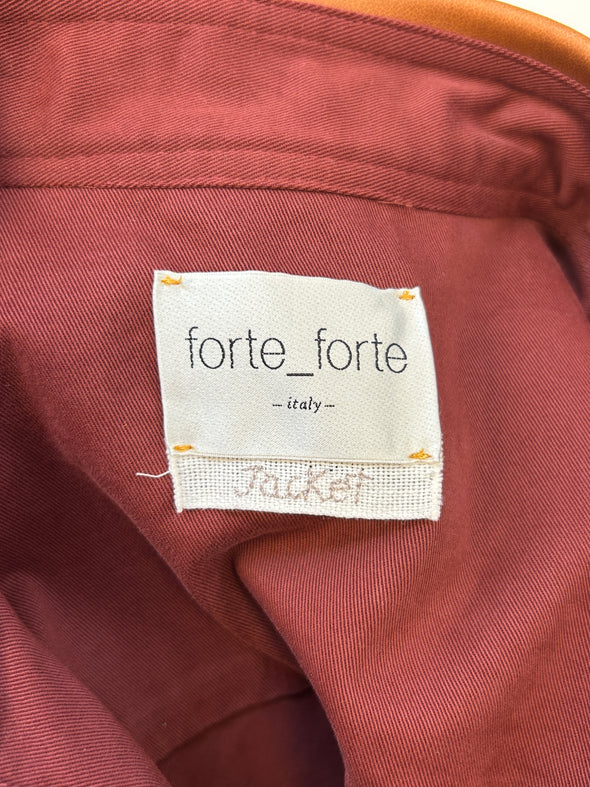 forte_forte
- italy -
Jacket